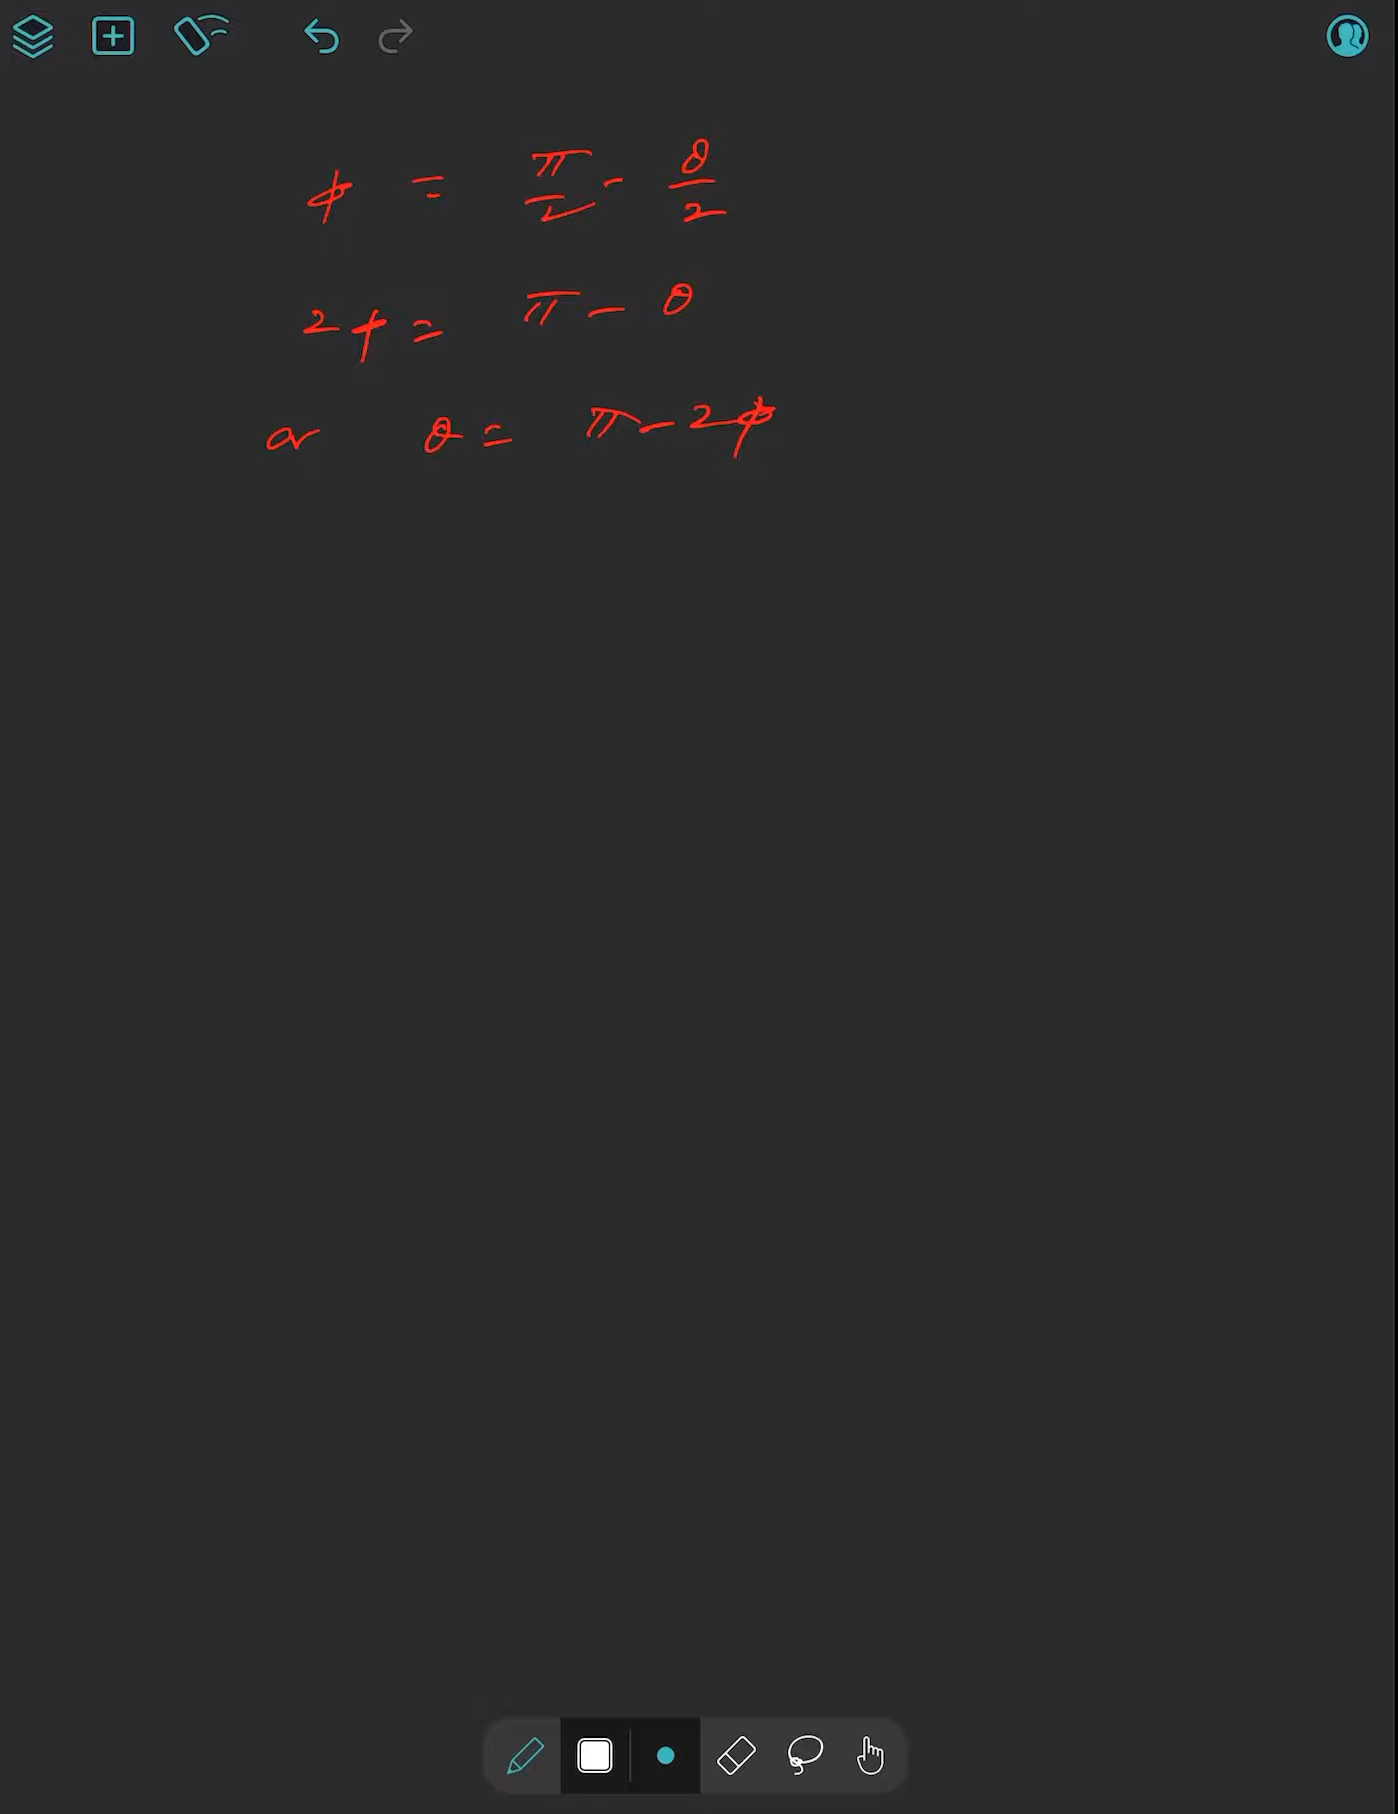 ϕ = π/2 - θ/2
2ϕ = π - θ
or θ = π - 2ϕ